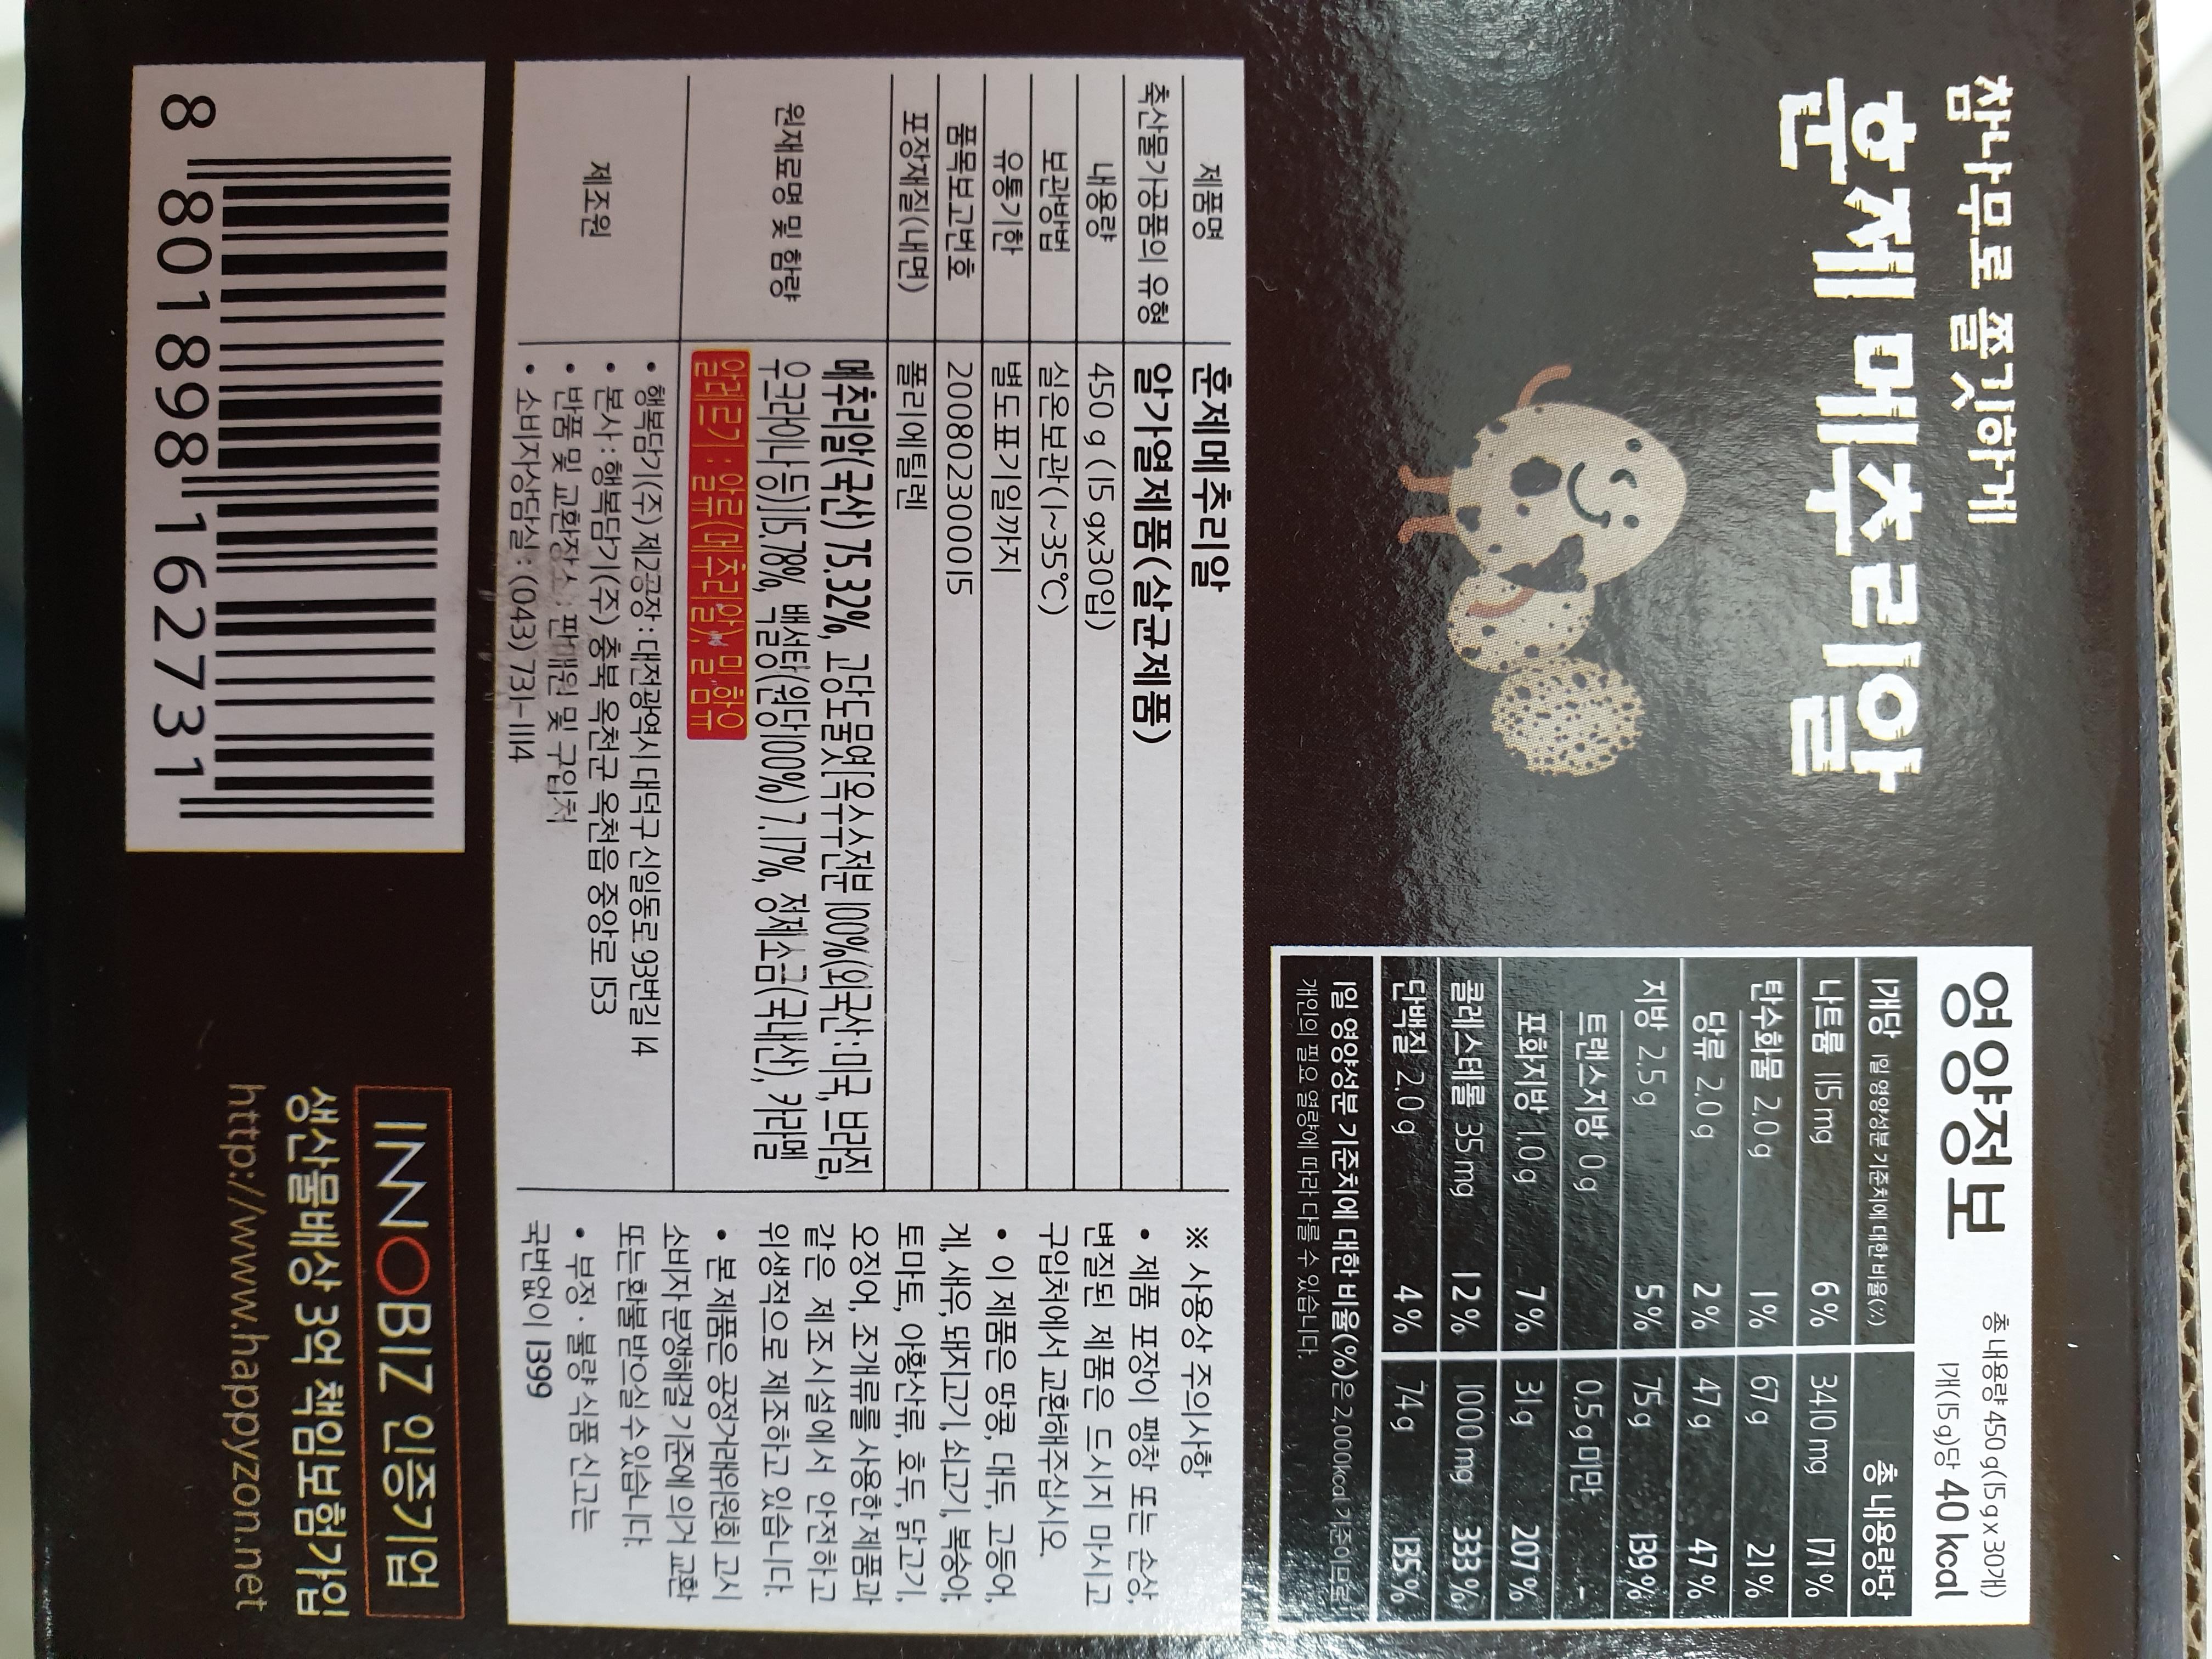 참나무로 쫄깃하게
훈제 메추리알
영양정보
총 내용량 450 g(15 g x 30개)
1개(15 g)당 40 kcal
1개당 1일 영양성분 기준치에 대한 비율(%) 총 내용량당
나트륨 115 mg 6% 3410 mg 171%
탄수화물 2.0 g 1% 67 g 21%
당류 2.0 g 2% 47 g 47%
지방 2.5 g 5% 75 g 139%
트랜스지방 0 g 0.5 g 미만 -
포화지방 1.0 g 7% 31 g 207%
콜레스테롤 35 mg 12% 1000 mg 333%
단백질 2.0 g 4% 74 g 135%
1일 영양성분 기준치에 대한 비율(%)은 2,000kcal 기준이므로
개인의 필요 열량에 따라 다를 수 있습니다.
제품명 훈제메추리알
축산물가공품의 유형 알가열제품(살균제품)
내용량 450 g (15 gx30입)
보관방법 실온보관(1~35℃)
유통기한 별도표기일까지
품목보고번호 20080230015
포장재질(내면) 폴리에틸렌
원재료명 및 함량
메추리알(국산) 75.32%, 고당도물엿[옥수수전분 100%(외국산:미국, 브라질,
우크라이나 등)]15.78%, 백설탕(원당100%) 7.17%, 정제소금(국내산), 카라멜
알레르기 : 알류(메추리알), 밀 함유
제조원
• 행복담기(주) 제2공장 : 대전광역시 대덕구 신일동로 93번길 14
• 본사 : 행복담기(주) 충북 옥천군 옥천읍 중앙로 153
• 반품 및 교환장소 : 판매원 및 구입처
• 소비자상담실 : (043) 731-1114
※ 사용상 주의사항
• 제품 포장이 팽창 또는 손상,
변질된 제품은 드시지 마시고
구입처에서 교환해주십시오.
• 이 제품은 땅콩, 대두, 고등어,
게, 새우, 돼지고기, 쇠고기, 복숭아,
토마토, 아황산류, 호두, 닭고기,
오징어, 조개류를 사용한 제품과
같은 제조시설에서 안전하고
위생적으로 제조하고 있습니다.
• 본 제품은 공정거래위원회 고시
소비자 분쟁해결 기준에 의거 교환
또는 환불 받으실 수 있습니다.
• 부정 · 불량 식품 신고는
국번없이 1399
8 801898 162731
INNOBIZ 인증기업
생산물배상 3억 책임보험가입
http://www.happyzon.net